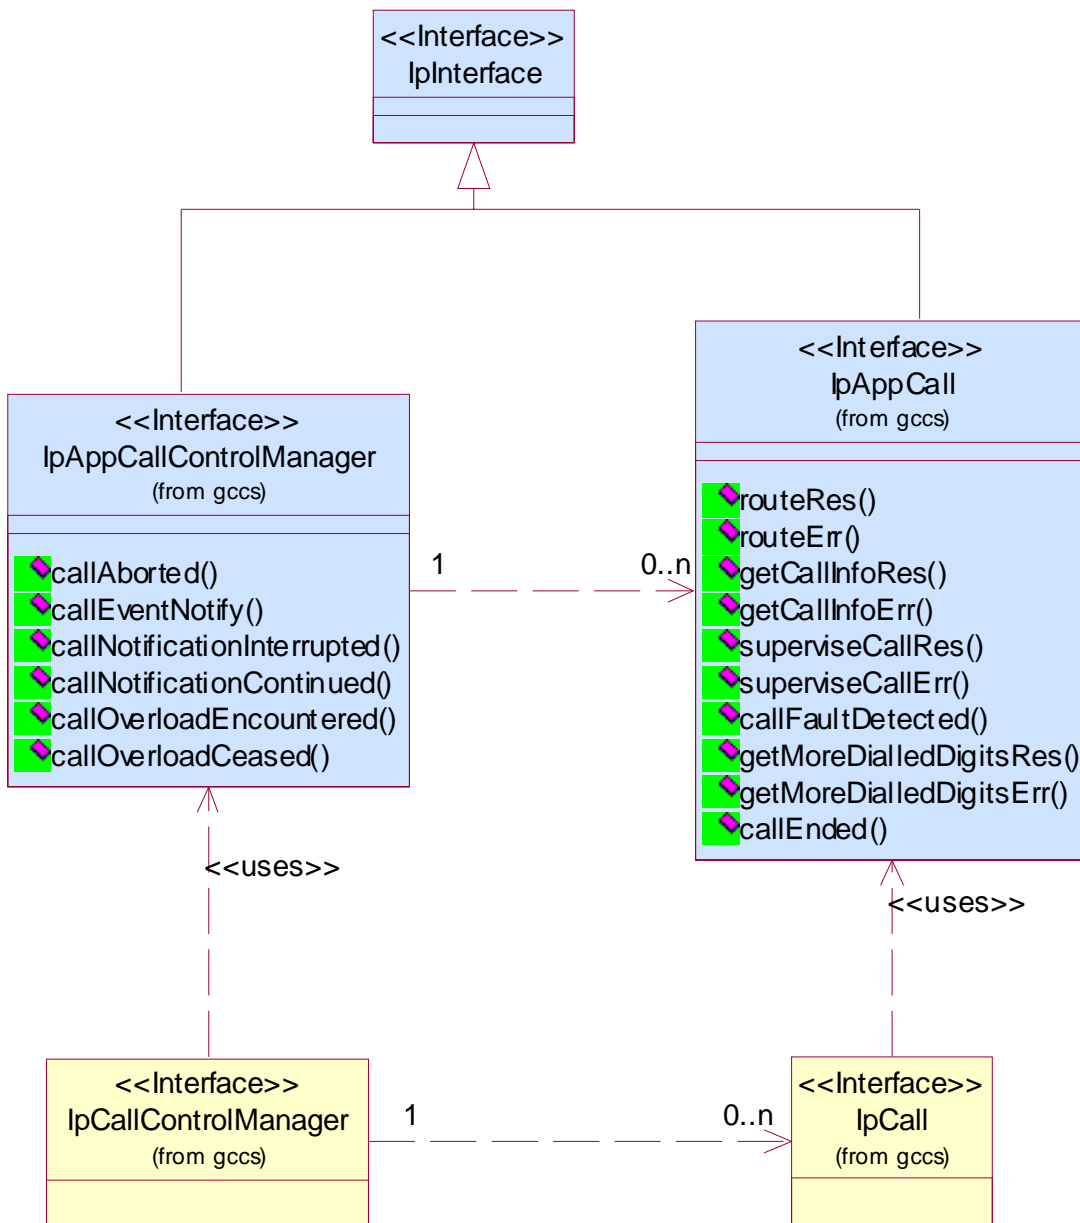 <<Interface>>
IpInterface
<<Interface>>
IpAppCall
(from gccs)
routeRes()
routeErr()
getCallInfoRes()
getCallInfoErr()
superviseCallRes()
superviseCallErr()
callFaultDetected()
getMoreDialledDigitsRes()
getMoreDialledDigitsErr()
callEnded()
<<Interface>>
IpAppCallControlManager
(from gccs)
callAborted()
callEventNotify()
callNotificationInterrupted()
callNotificationContinued()
callOverloadEncountered()
callOverloadCeased()
1
0..n
<<uses>>
<<uses>>
<<Interface>>
IpCallControlManager
(from gccs)
1
0..n
<<Interface>>
IpCall
(from gccs)